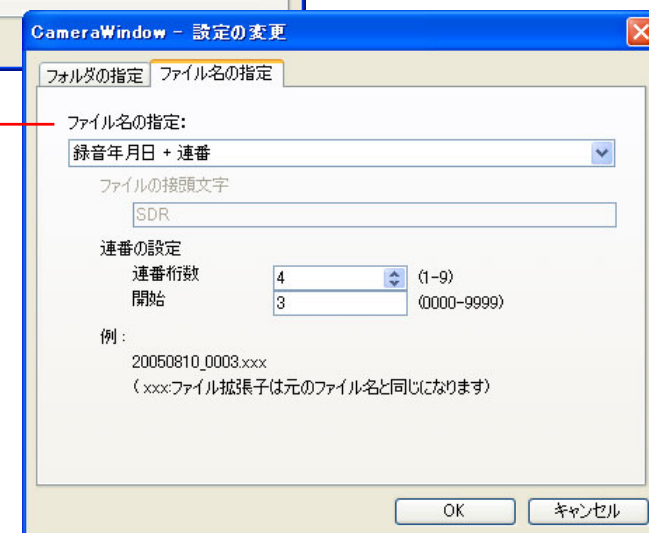 CameraWindow - 設定の変更
フォルダの指定 ファイル名の指定
ファイル名の指定:
録音年月日 + 連番
ファイルの接頭文字
SDR
連番の設定
連番桁数 4 (1-9)
開始 3 (0000-9999)
例 :
20050810_0003.xxx
( xxx:ファイル拡張子は元のファイル名と同じになります)
OK キャンセル